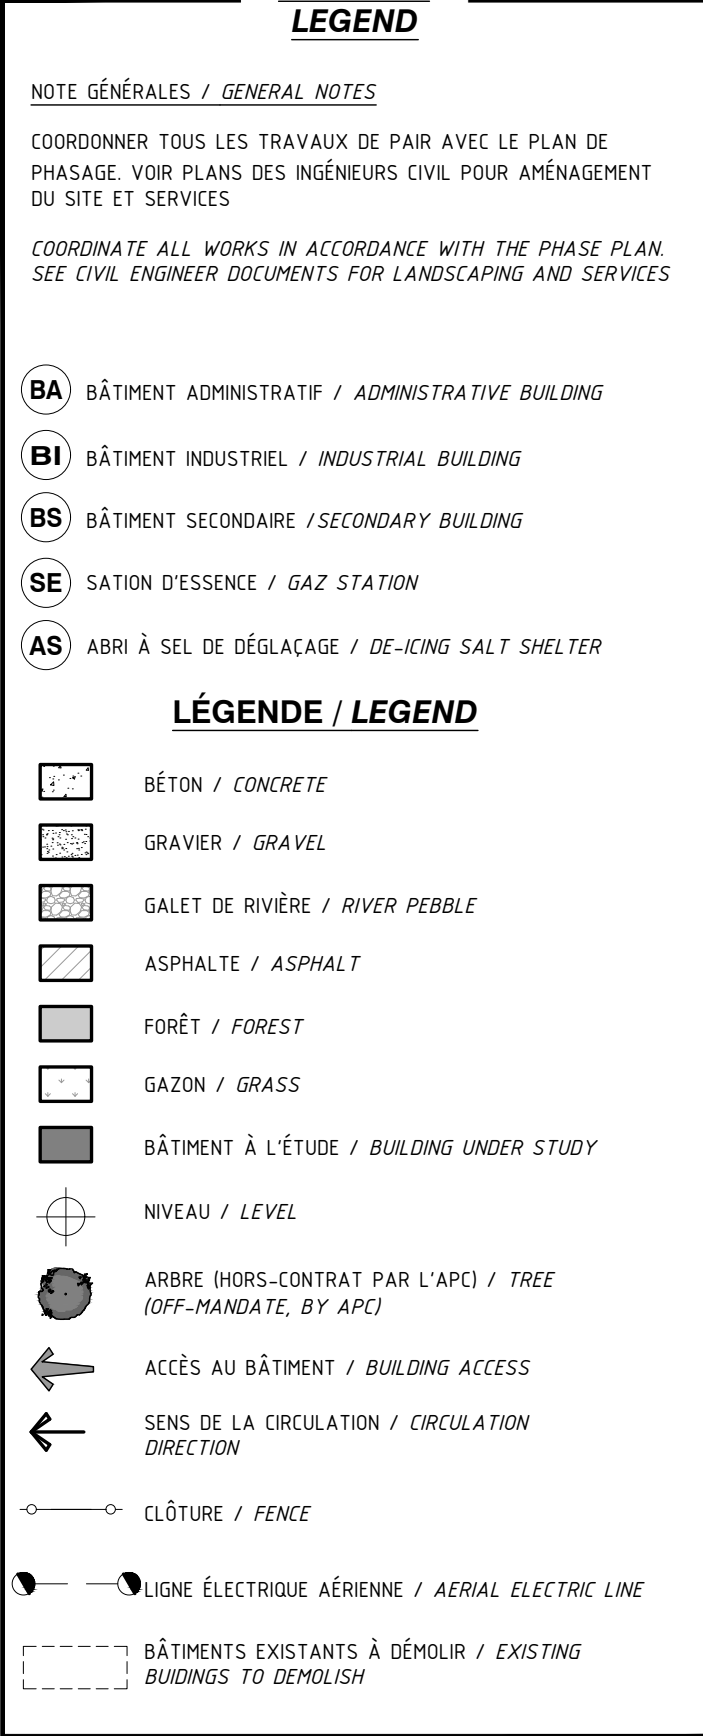 LEGEND
NOTE GÉNÉRALES / GENERAL NOTES
COORDONNER TOUS LES TRAVAUX DE PAIR AVEC LE PLAN DE
PHASAGE. VOIR PLANS DES INGÉNIEURS CIVIL POUR AMÉNAGEMENT
DU SITE ET SERVICES
COORDINATE ALL WORKS IN ACCORDANCE WITH THE PHASE PLAN.
SEE CIVIL ENGINEER DOCUMENTS FOR LANDSCAPING AND SERVICES
BA BÂTIMENT ADMINISTRATIF / ADMINISTRATIVE BUILDING
BI BÂTIMENT INDUSTRIEL / INDUSTRIAL BUILDING
BS BÂTIMENT SECONDAIRE /SECONDARY BUILDING
SE SATION D'ESSENCE / GAZ STATION
AS ABRI À SEL DE DÉGLAÇAGE / DE-ICING SALT SHELTER
LÉGENDE / LEGEND
BÉTON / CONCRETE
GRAVIER / GRAVEL
GALET DE RIVIÈRE / RIVER PEBBLE
ASPHALTE / ASPHALT
FORÊT / FOREST
GAZON / GRASS
BÂTIMENT À L'ÉTUDE / BUILDING UNDER STUDY
NIVEAU / LEVEL
ARBRE (HORS-CONTRAT PAR L'APC) / TREE
(OFF-MANDATE, BY APC)
ACCÈS AU BÂTIMENT / BUILDING ACCESS
SENS DE LA CIRCULATION / CIRCULATION
DIRECTION
CLÔTURE / FENCE
LIGNE ÉLECTRIQUE AÉRIENNE / AERIAL ELECTRIC LINE
BÂTIMENTS EXISTANTS À DÉMOLIR / EXISTING
BUIDINGS TO DEMOLISH